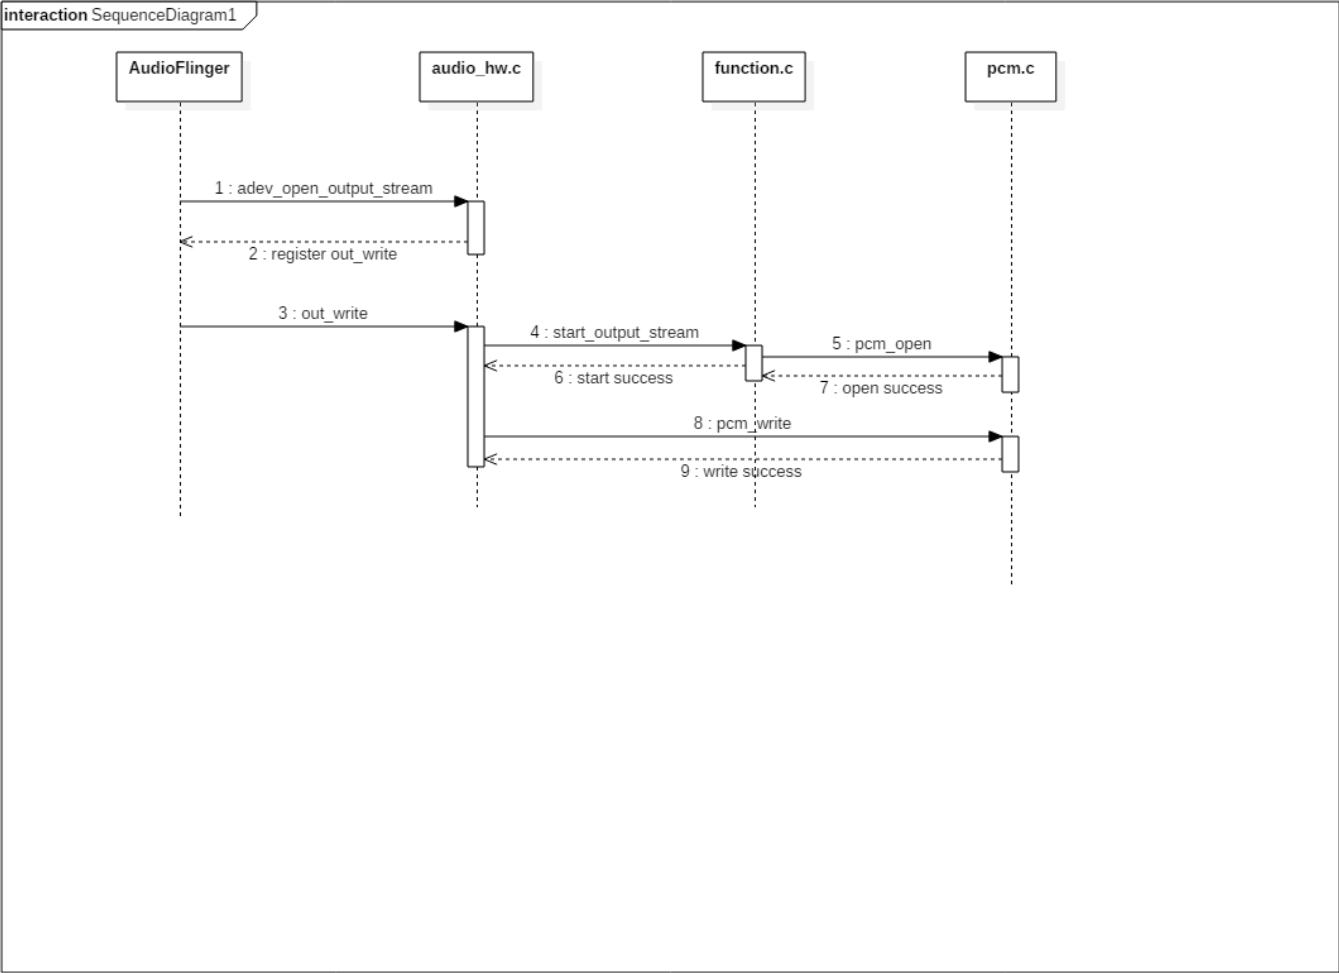 interaction SequenceDiagram1
AudioFlinger
audio_hw.c
function.c
pcm.c
1 : adev_open_output_stream
2 : register out_write
3 : out_write
4 : start_output_stream
5 : pcm_open
6 : start success
7 : open success
8 : pcm_write
9 : write success